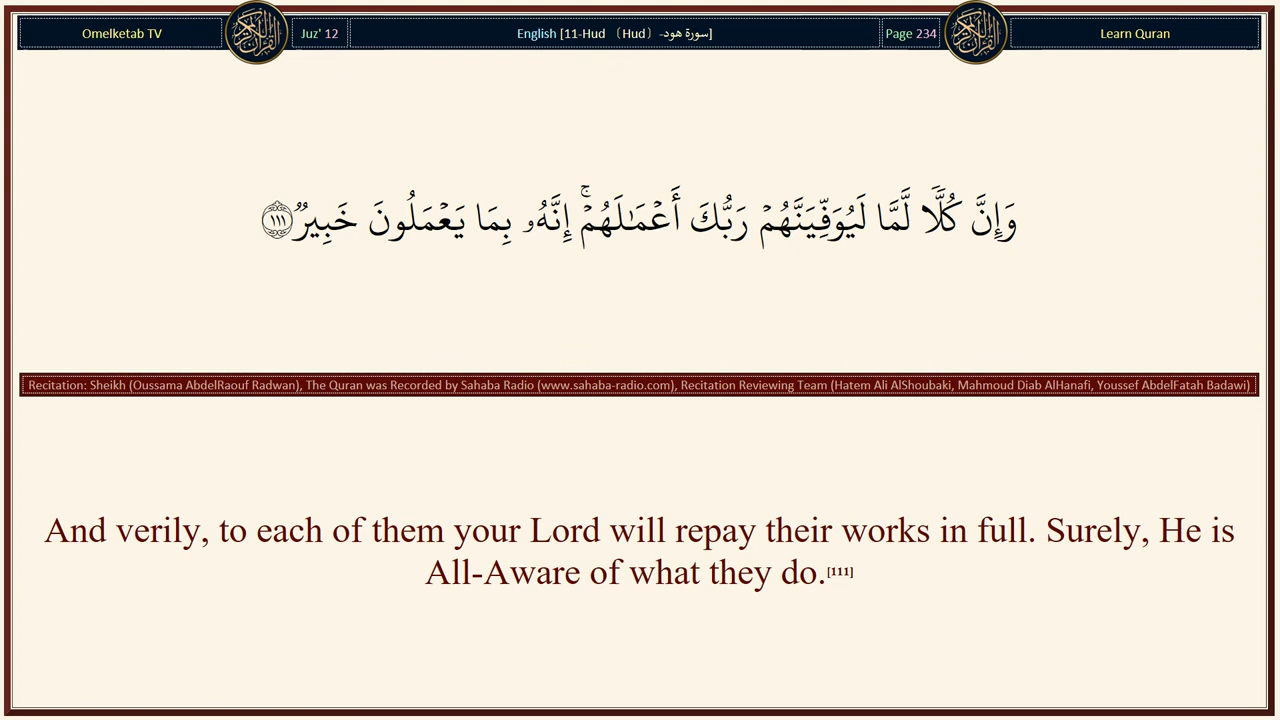 Omelketab TV
Juz' 12
English [11-Hud 〔Hud〕 -سورة هود]
Page 234
Learn Quran
وَإِنَّ كُلّٗا لَّمَّا لَيُوَفِّيَنَّهُمۡ رَبُّكَ أَعۡمَٰلَهُمۡۚ إِنَّهُۥ بِمَا يَعۡمَلُونَ خَبِيرٞ ١١١
Recitation: Sheikh (Oussama AbdelRaouf Radwan), The Quran was Recorded by Sahaba Radio (www.sahaba-radio.com), Recitation Reviewing Team (Hatem Ali AlShoubaki, Mahmoud Diab AlHanafi, Youssef AbdelFatah Badawi)
And verily, to each of them your Lord will repay their works in full. Surely, He is
All-Aware of what they do.[111]